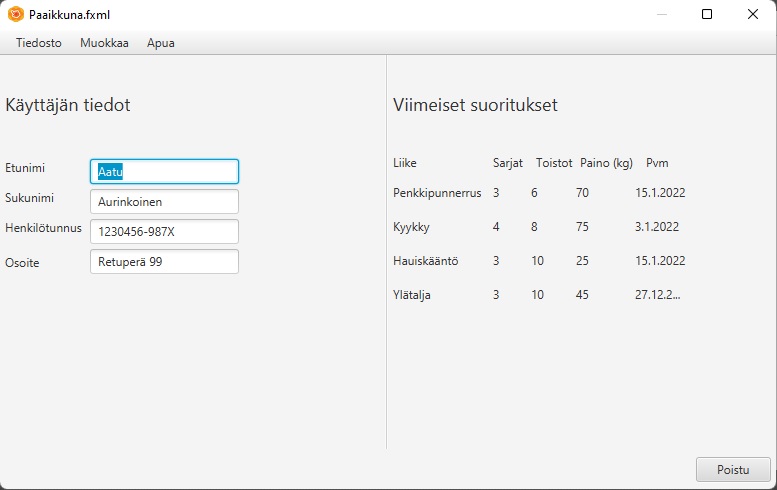 Paaikkuna.fxml
Tiedosto Muokkaa Apua
Käyttäjän tiedot
Etunimi Aatu
Sukunimi Aurinkoinen
Henkilötunnus 1230456-987X
Osoite Retuperä 99
Viimeiset suoritukset
Liike Sarjat Toistot Paino (kg) Pvm
Penkkipunnerrus 3 6 70 15.1.2022
Kyykky 4 8 75 3.1.2022
Hauiskääntö 3 10 25 15.1.2022
Ylätalja 3 10 45 27.12.2...
Poistu